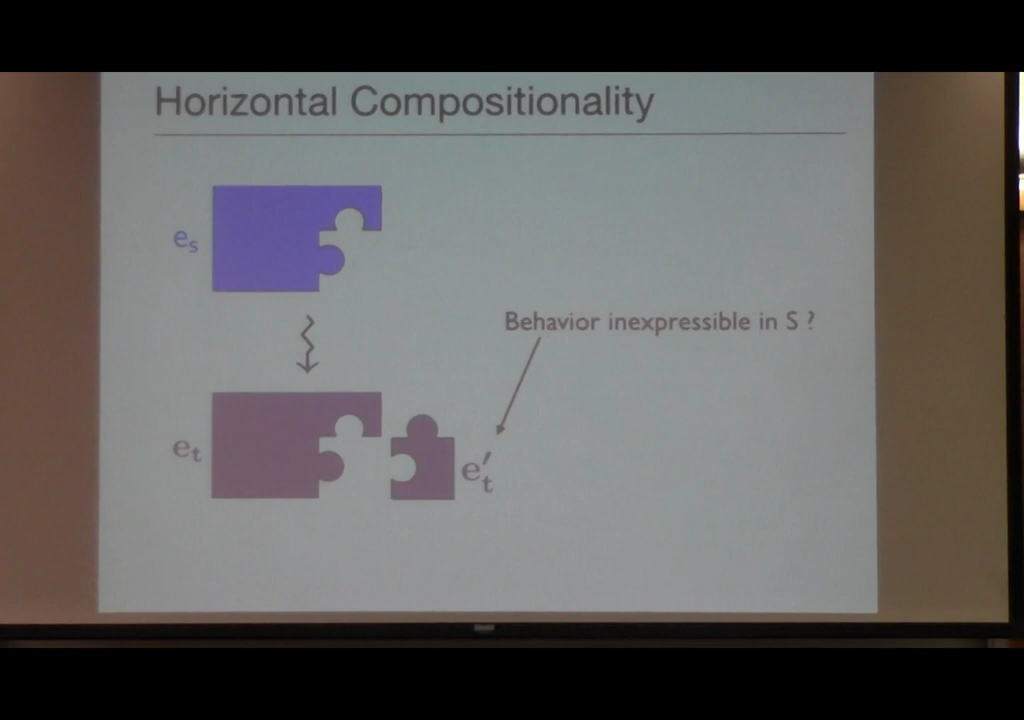 Horizontal Compositionality
e_s
Behavior inexpressible in S ?
e_t
e'_t